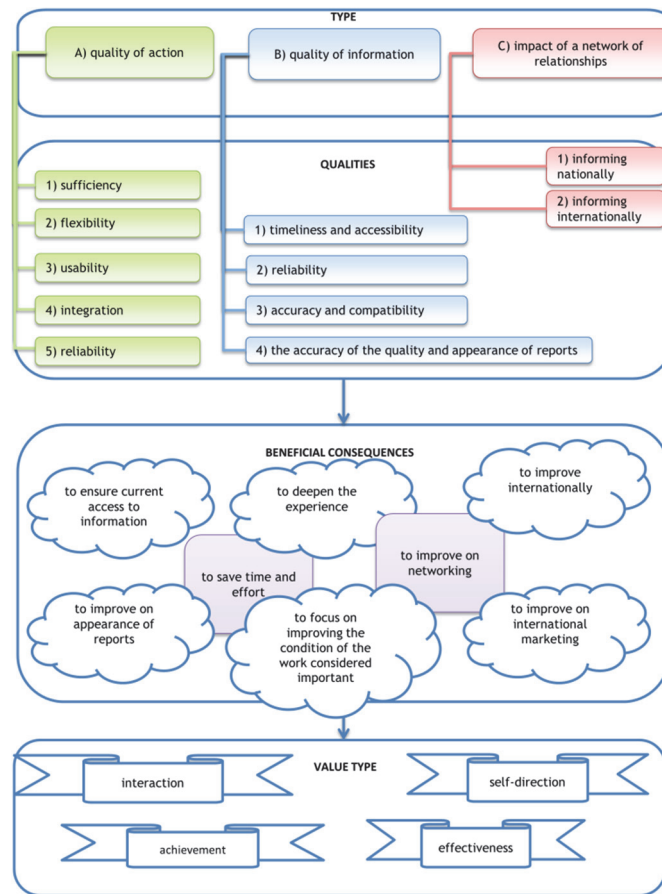 TYPE
A) quality of action
B) quality of information
C) impact of a network of
relationships
QUALITIES
1) sufficiency
2) flexibility
3) usability
4) integration
5) reliability
1) timeliness and accessibility
2) reliability
3) accuracy and compatibility
4) the accuracy of the quality and appearance of reports
1) informing
nationally
2) informing
internationally
BENEFICIAL CONSEQUENCES
to ensure current
access to
information
to deepen the
experience
to improve
internationally
to save time and
effort
to improve on
networking
to improve on
appearance of
reports
to focus on
improving the
condition of the
work considered
important
to improve on
international
marketing
VALUE TYPE
interaction
self-direction
achievement
effectiveness